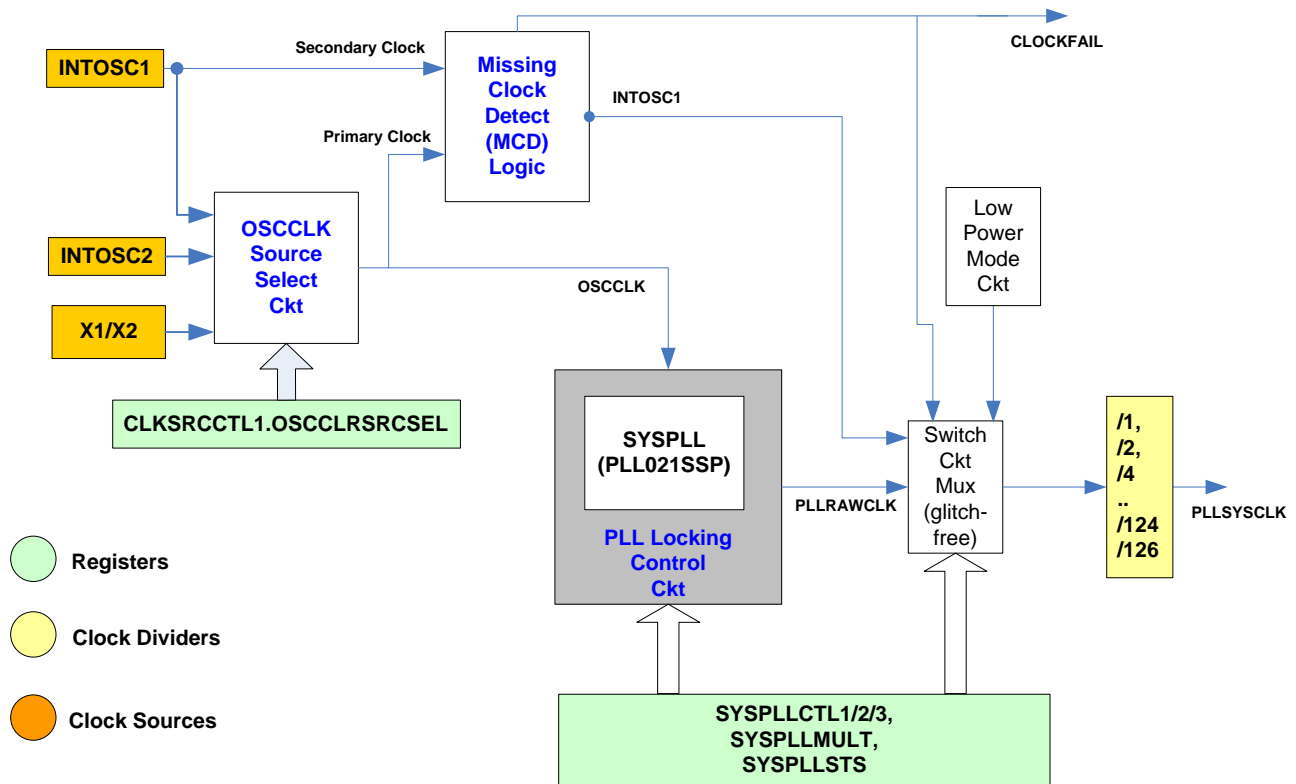 CLOCKFAIL
Secondary Clock
INTOSC1
Missing
Clock
Detect
(MCD)
Logic
INTOSC1
Primary Clock
OSCCLK
Source
Select
Ckt
INTOSC2
X1/X2
OSCCLK
Low
Power
Mode
Ckt
CLKSRCCTL1.OSCCLRSRCSEL
SYSPLL
(PLL021SSP)
PLL Locking
Control
Ckt
PLLRAWCLK
Switch
Ckt
Mux
(glitch-
free)
/1,
/2,
/4
..
/124
/126
PLLSYSCLK
Registers
Clock Dividers
Clock Sources
SYSPLLCTL1/2/3,
SYSPLLMULT,
SYSPLLSTS